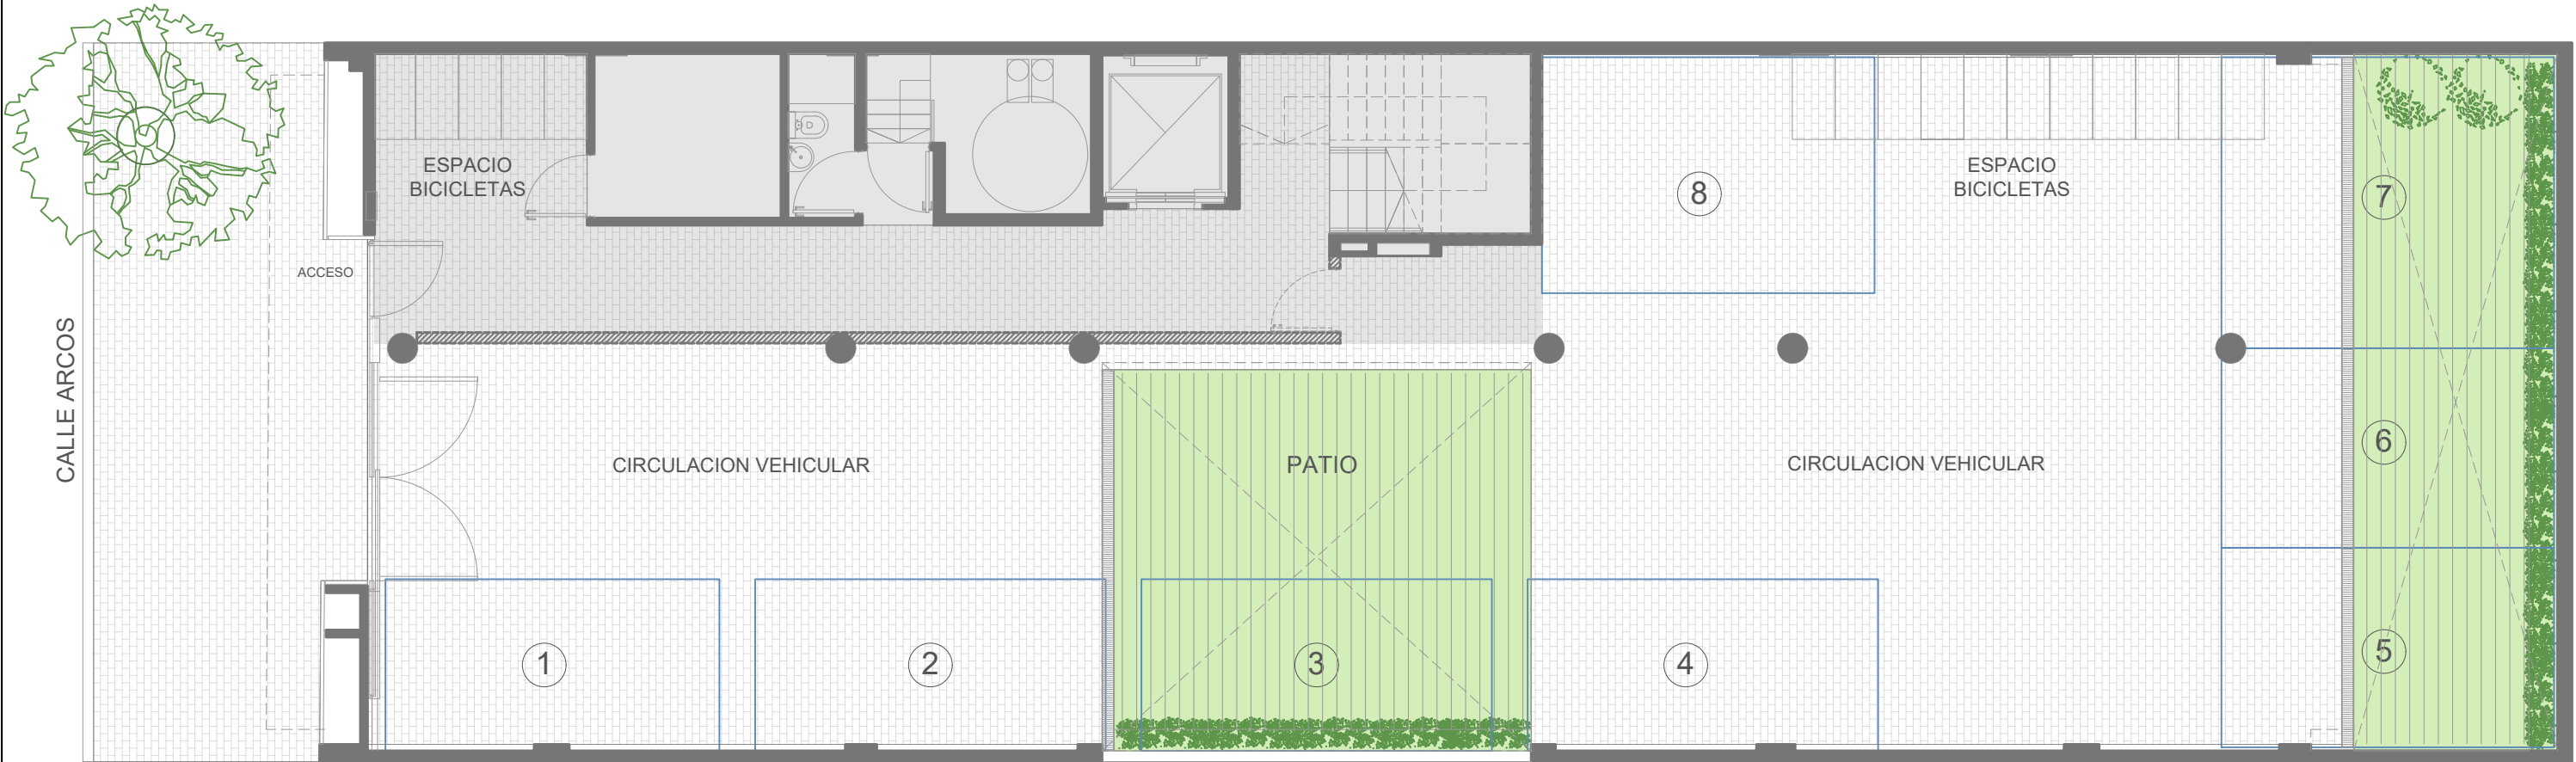 ESPACIO
BICICLETAS
ESPACIO
BICICLETAS
8
7
ACCESO
CALLE ARCOS
CIRCULACION VEHICULAR
PATIO
CIRCULACION VEHICULAR
6
1
2
3
4
5